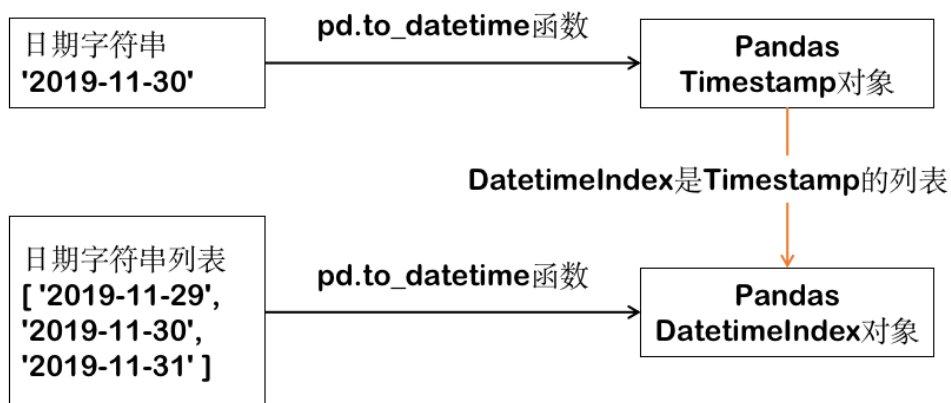 pd.to_datetime函数
日期字符串
'2019-11-30'
Pandas
Timestamp对象
DatetimeIndex是Timestamp的列表
日期字符串列表
[ '2019-11-29',
'2019-11-30',
'2019-11-31' ]
pd.to_datetime函数
Pandas
DatetimeIndex对象